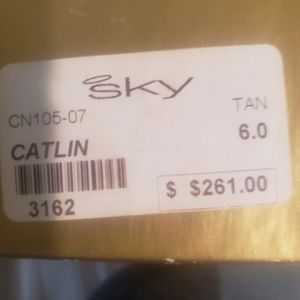 sky
CN105-07 TAN
CATLIN 6.0
3162 $ $261.00